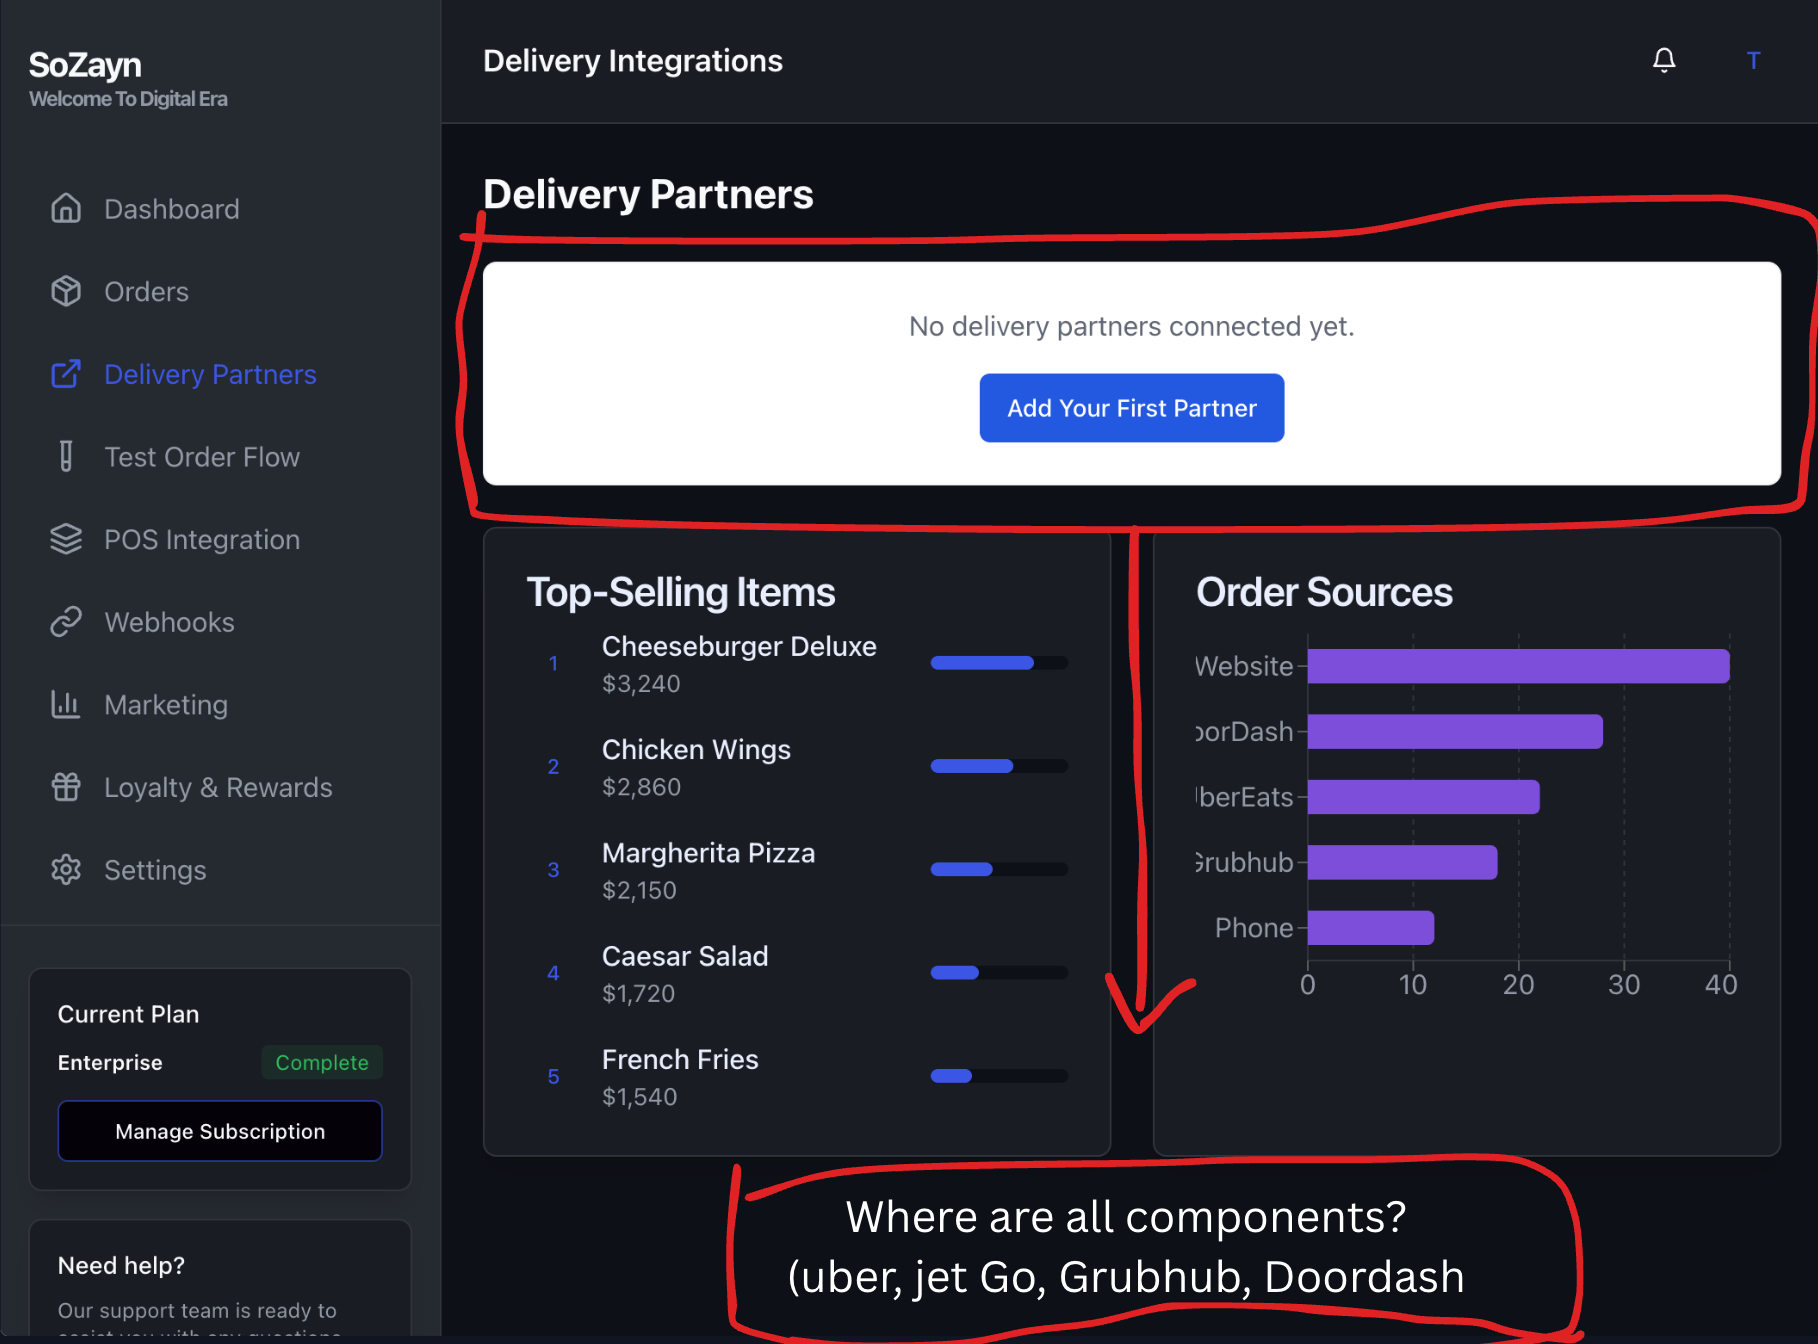 SoZayn
Welcome To Digital Era
Dashboard
Orders
Delivery Partners
Test Order Flow
POS Integration
Webhooks
Marketing
Loyalty & Rewards
Settings
Current Plan
Enterprise Complete
Manage Subscription
Need help?
Our support team is ready to
Delivery Integrations
T
Delivery Partners
No delivery partners connected yet.
Add Your First Partner
Top-Selling Items
1 Cheeseburger Deluxe
$3,240
2 Chicken Wings
$2,860
3 Margherita Pizza
$2,150
4 Caesar Salad
$1,720
5 French Fries
$1,540
Order Sources
Website
oorDash
berEats
Grubhub
Phone
0 10 20 30 40
Where are all components?
(uber, jet Go, Grubhub, Doordash